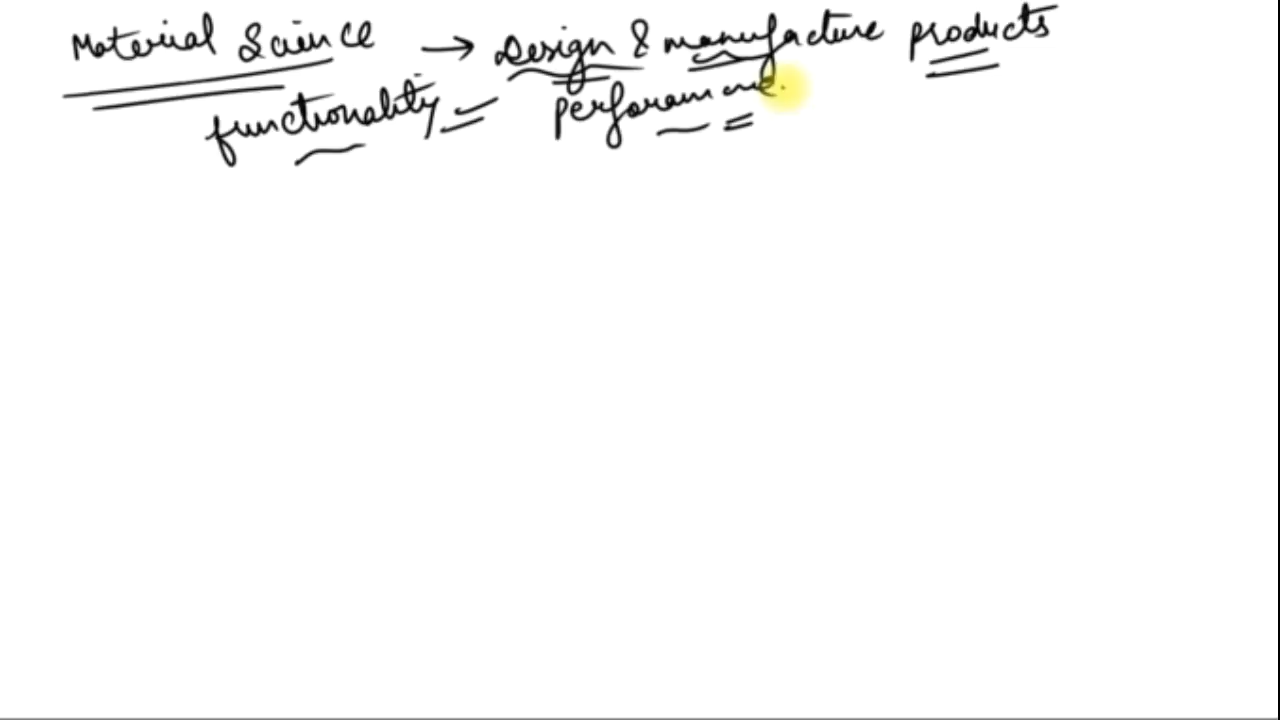 Material Science → Design & manufacture products
functionality performance.